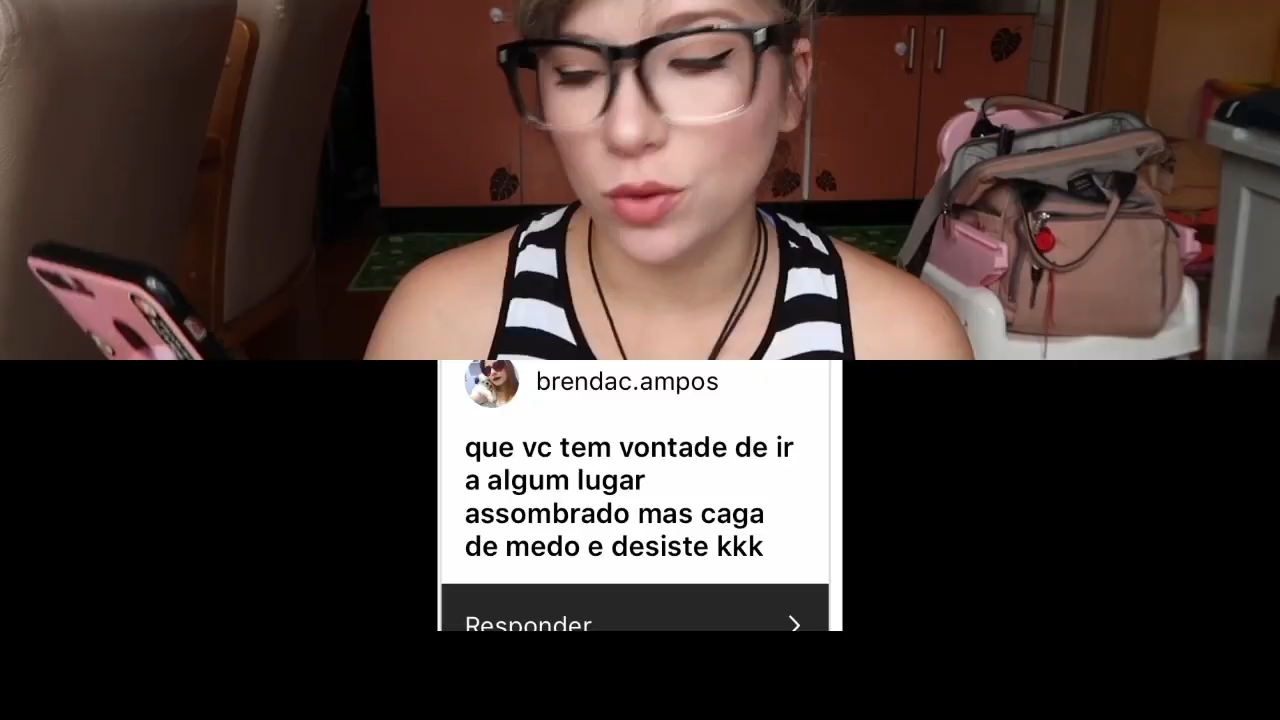 brendac.ampos
que vc tem vontade de ir
a algum lugar
assombrado mas caga
de medo e desiste kkk
Responder